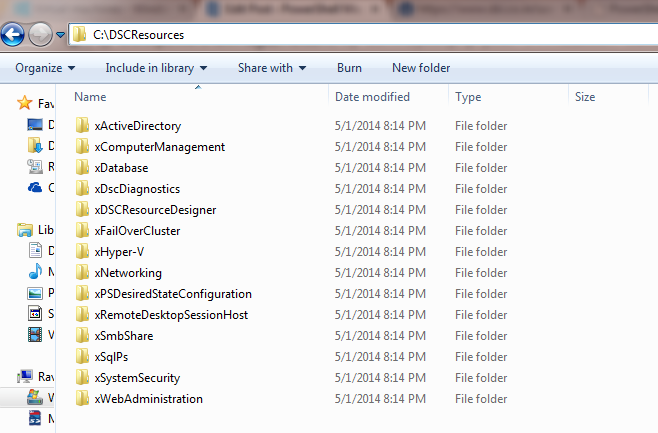 C:\DSCResources
Organize Include in library Share with Burn New folder
Name Date modified Type Size
xActiveDirectory 5/1/2014 8:14 PM File folder
xComputerManagement 5/1/2014 8:14 PM File folder
xDatabase 5/1/2014 8:14 PM File folder
xDscDiagnostics 5/1/2014 8:14 PM File folder
xDSCResourceDesigner 5/1/2014 8:14 PM File folder
xFailOverCluster 5/1/2014 8:14 PM File folder
xHyper-V 5/1/2014 8:14 PM File folder
xNetworking 5/1/2014 8:14 PM File folder
xPSDesiredStateConfiguration 5/1/2014 8:14 PM File folder
xRemoteDesktopSessionHost 5/1/2014 8:14 PM File folder
xSmbShare 5/1/2014 8:14 PM File folder
xSqlPs 5/1/2014 8:14 PM File folder
xSystemSecurity 5/1/2014 8:14 PM File folder
xWebAdministration 5/1/2014 8:14 PM File folder
Fav
Lib
Rav